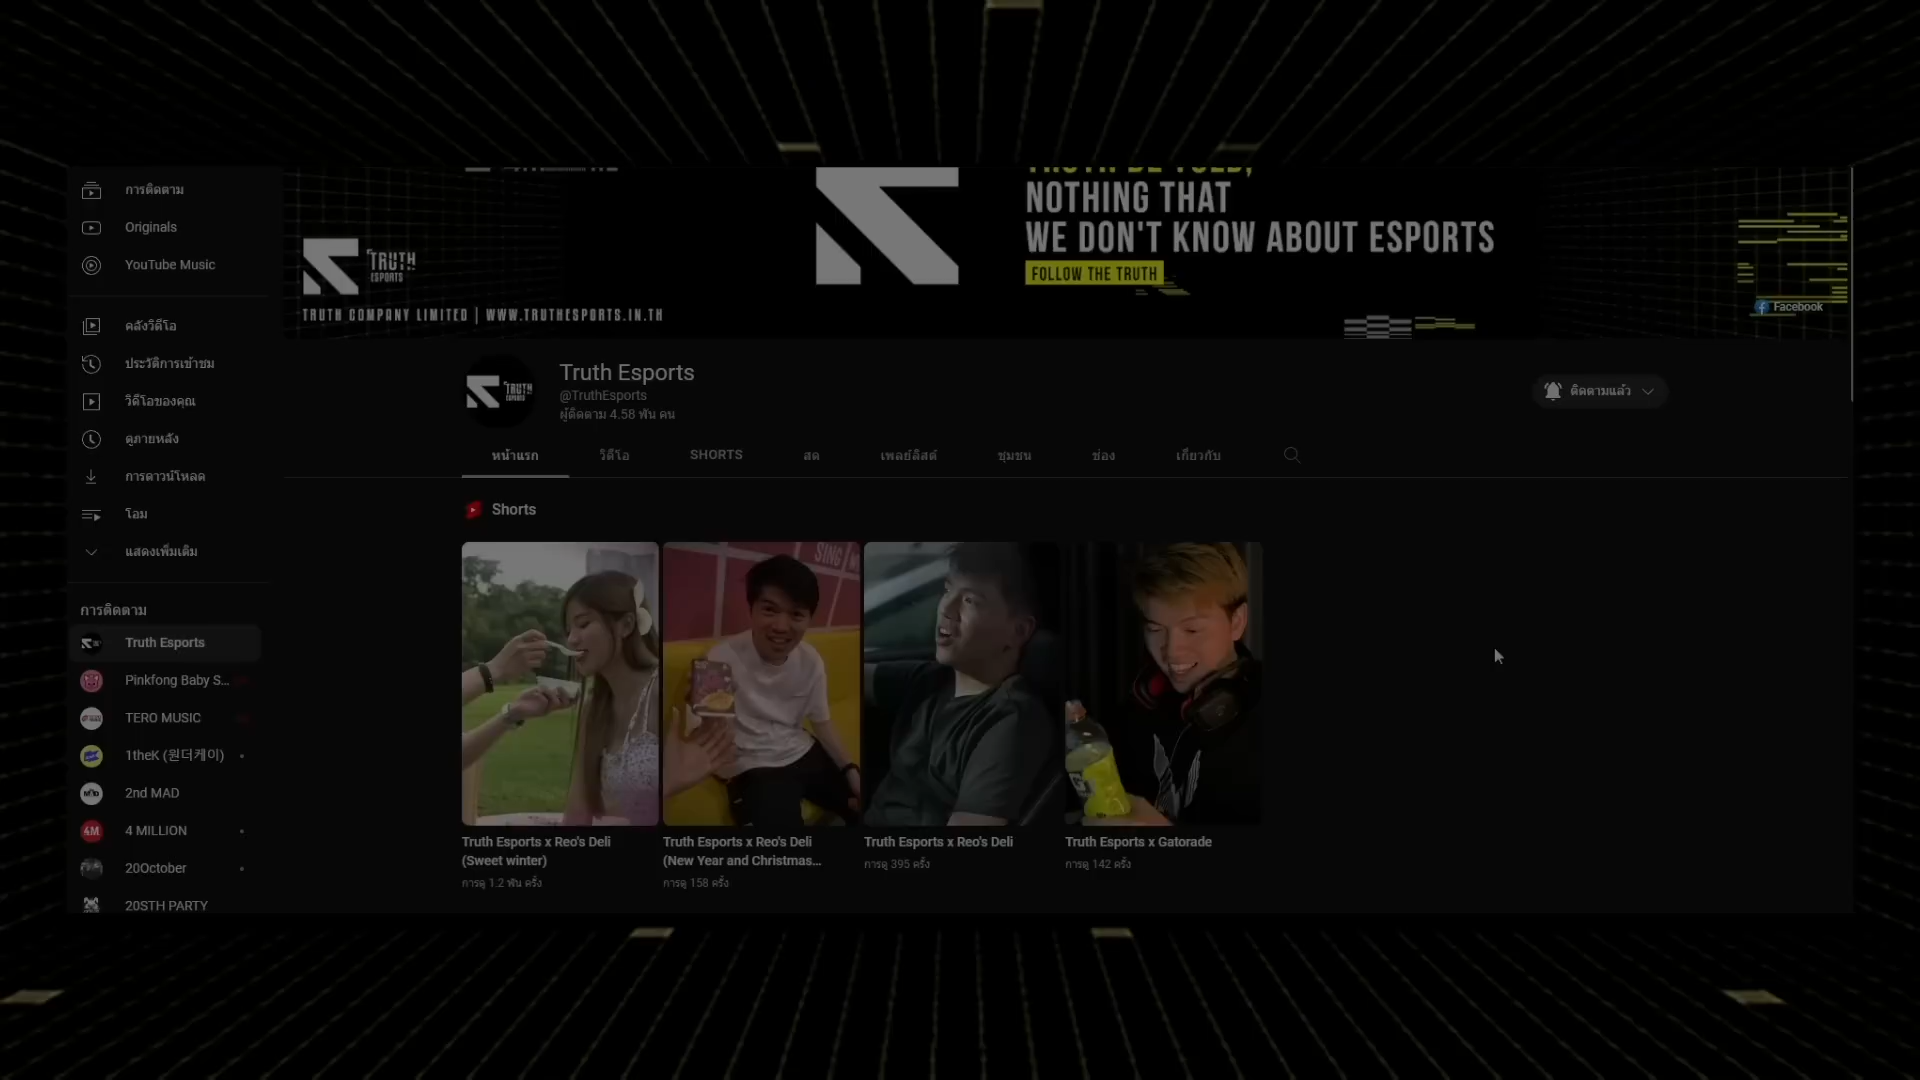 การติดตาม
Originals
YouTube Music
คลังวิดีโอ
ประวัติการเข้าชม
วิดีโอของคุณ
ดูภายหลัง
การดาวน์โหลด
โอม
แสดงเพิ่มเติม
การติดตาม
Truth Esports
Pinkfong Baby S...
TERO MUSIC
1theK (원더케이)
2nd MAD
4 MILLION
20October
20STH PARTY
TRUTH BE TOLD,
NOTHING THAT
WE DON'T KNOW ABOUT ESPORTS
FOLLOW THE TRUTH
TRUTH
ESPORTS
TRUTH COMPANY LIMITED | WWW.TRUTHESPORTS.IN.TH
Facebook
TRUTH
ESPORTS
Truth Esports
@TruthEsports
ผู้ติดตาม 4.58 พัน คน
ติดตามแล้ว
หน้าแรก วิดีโอ SHORTS สด เพลย์ลิสต์ ชุมชน ช่อง เกี่ยวกับ
Shorts
SING
Truth Esports x Reo's Deli
(Sweet winter)
การดู 1.2 พัน ครั้ง
Truth Esports x Reo's Deli
(New Year and Christmas...
การดู 158 ครั้ง
Truth Esports x Reo's Deli
การดู 395 ครั้ง
Truth Esports x Gatorade
การดู 142 ครั้ง